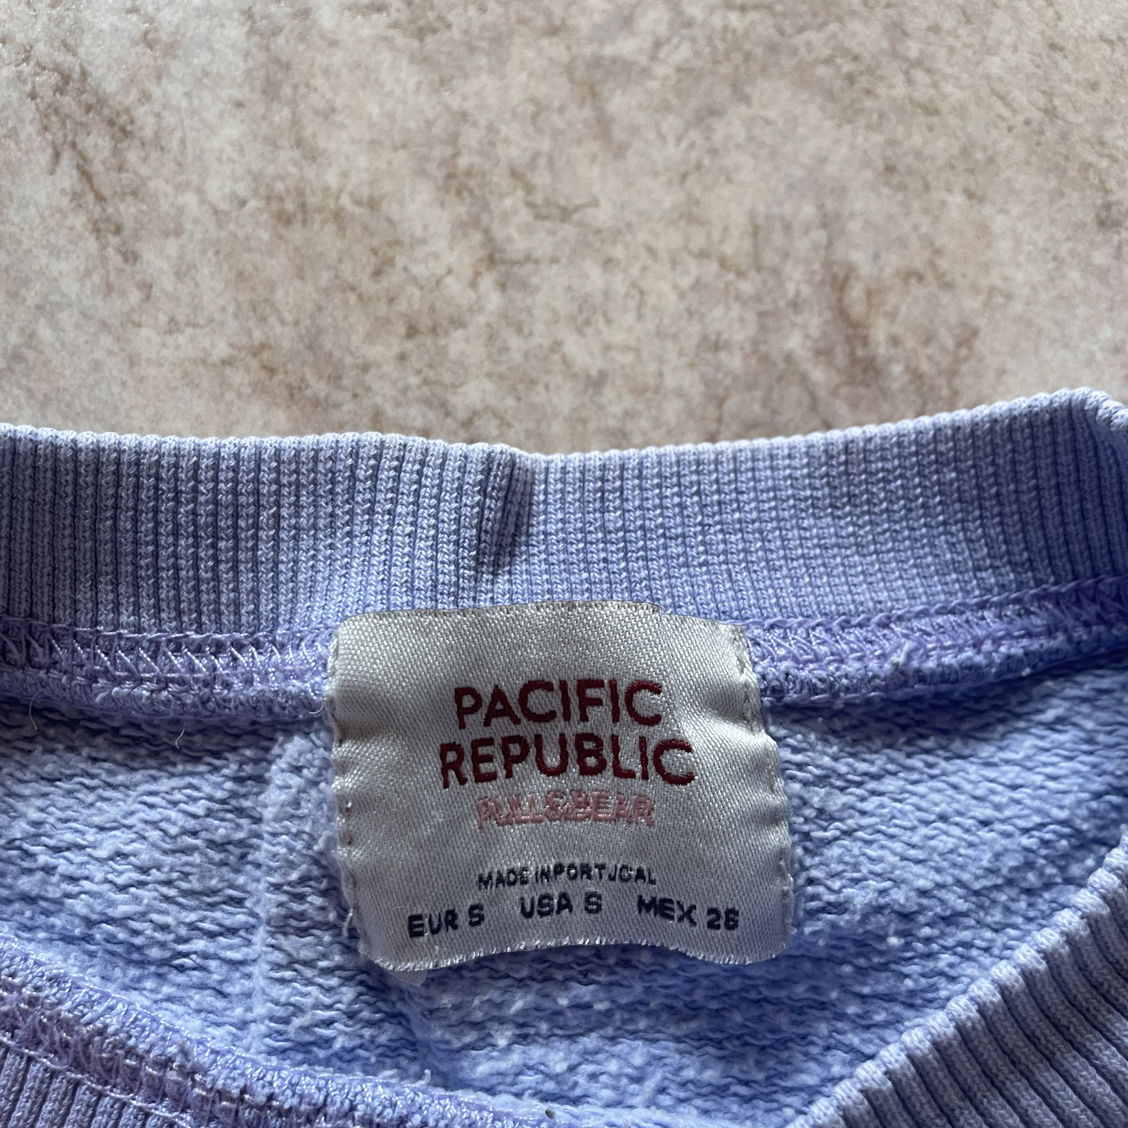 PACIFIC
REPUBLIC
PULL&BEAR
MADE IN PORTUGAL
EUR S USA S MEX 26